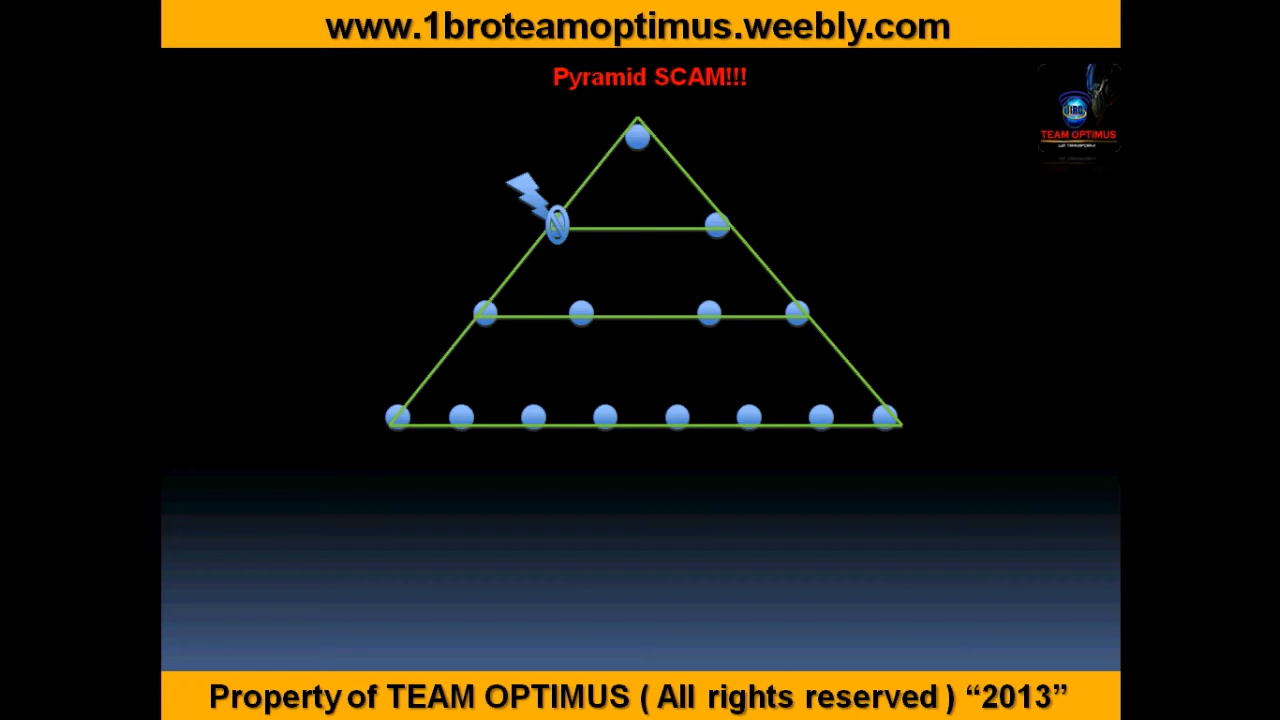 www.1broteamoptimus.weebly.com
Pyramid SCAM!!!
TEAM OPTIMUS
Property of TEAM OPTIMUS ( All rights reserved ) “2013”